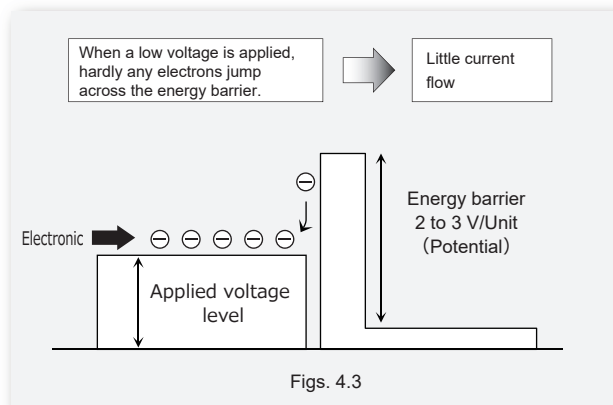 When a low voltage is applied,
hardly any electrons jump
across the energy barrier.
Little current
flow
Energy barrier
2 to 3 V/Unit
（Potential）
Electronic
Applied voltage
level
Figs. 4.3